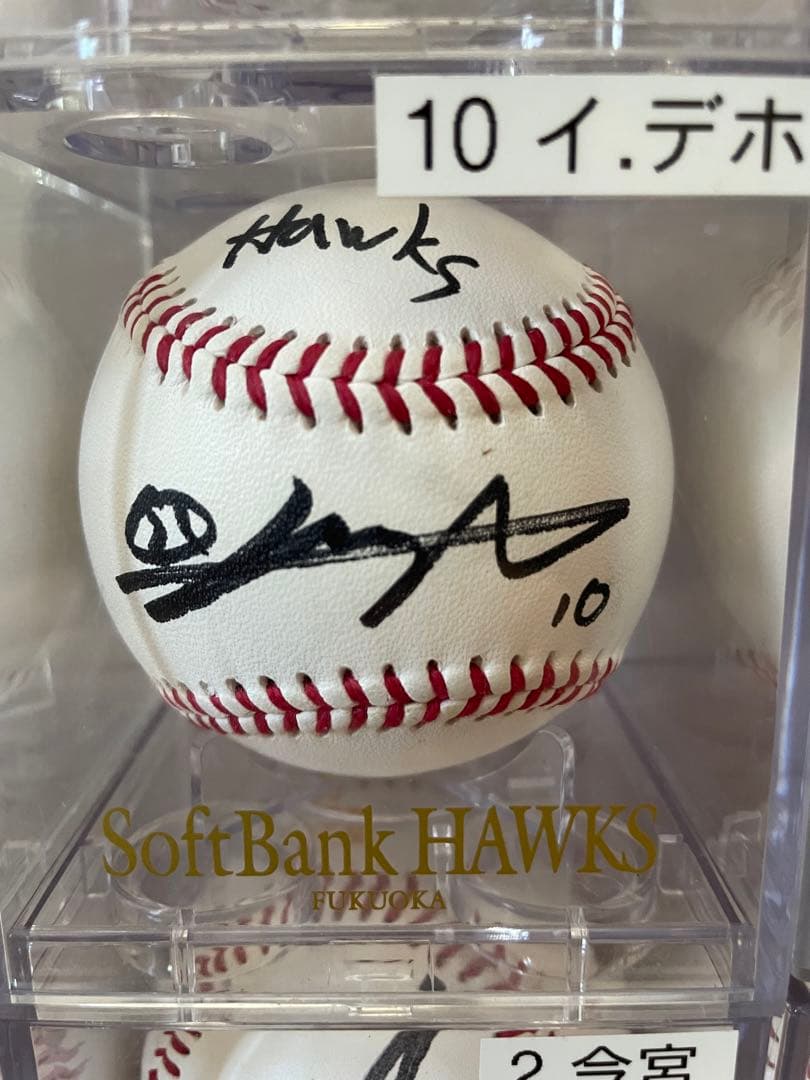 10 イ.デホ
Hawks
10
SoftBank HAWKS
FUKUOKA
2 今宮